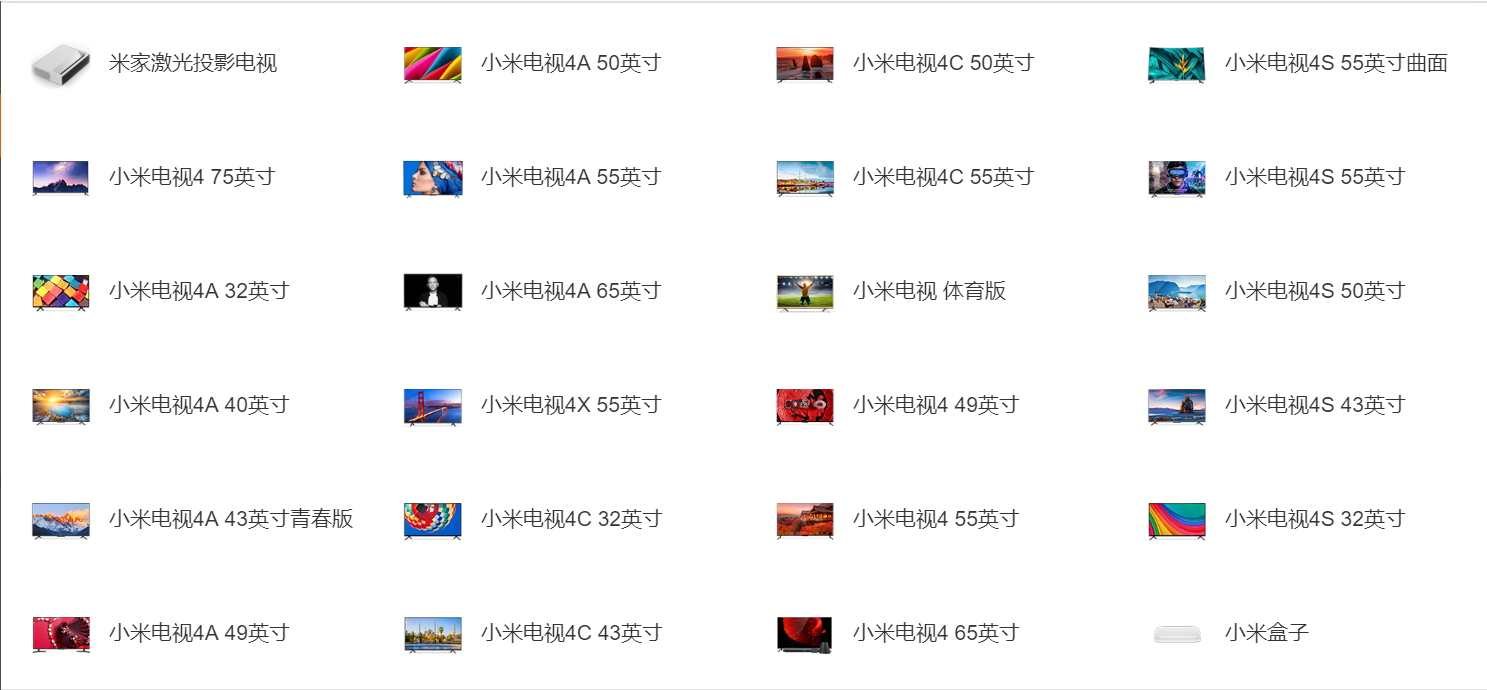 米家激光投影电视
小米电视4A 50英寸
小米电视4C 50英寸
小米电视4S 55英寸曲面
小米电视4 75英寸
小米电视4A 55英寸
小米电视4C 55英寸
小米电视4S 55英寸
小米电视4A 32英寸
小米电视4A 65英寸
小米电视 体育版
小米电视4S 50英寸
小米电视4A 40英寸
小米电视4X 55英寸
小米电视4 49英寸
小米电视4S 43英寸
小米电视4A 43英寸青春版
小米电视4C 32英寸
小米电视4 55英寸
小米电视4S 32英寸
小米电视4A 49英寸
小米电视4C 43英寸
小米电视4 65英寸
小米盒子